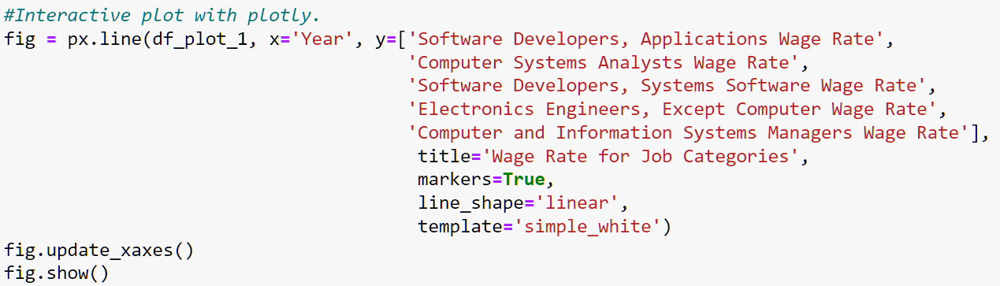 #Interactive plot with plotly.
fig = px.line(df_plot_1, x='Year', y=['Software Developers, Applications Wage Rate',
'Computer Systems Analysts Wage Rate',
'Software Developers, Systems Software Wage Rate',
'Electronics Engineers, Except Computer Wage Rate',
'Computer and Information Systems Managers Wage Rate'],
title='Wage Rate for Job Categories',
markers=True,
line_shape='linear',
template='simple_white')
fig.update_xaxes()
fig.show()